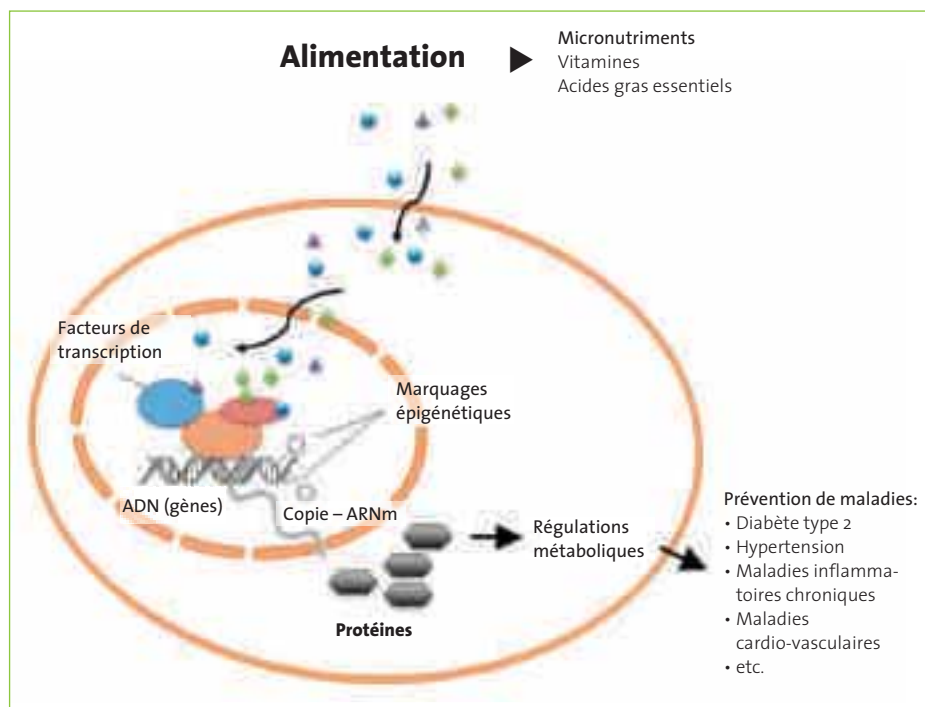 Alimentation
Micronutriments
Vitamines
Acides gras essentiels
Facteurs de
transcription
Marquages
épigénétiques
ADN (gènes)
Copie – ARNm
Protéines
Régulations
métaboliques
Prévention de maladies:
• Diabète type 2
• Hypertension
• Maladies inflamma-
toires chroniques
• Maladies
cardio-vasculaires
• etc.